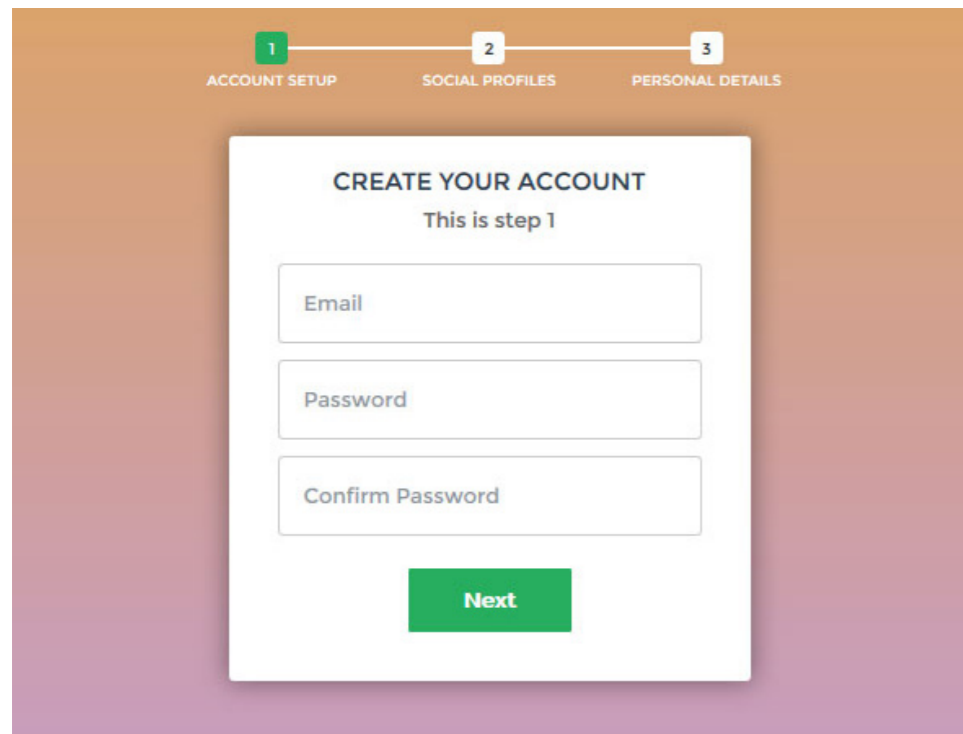 1 2 3
ACCOUNT SETUP SOCIAL PROFILES PERSONAL DETAILS
CREATE YOUR ACCOUNT
This is step 1
Email
Password
Confirm Password
Next